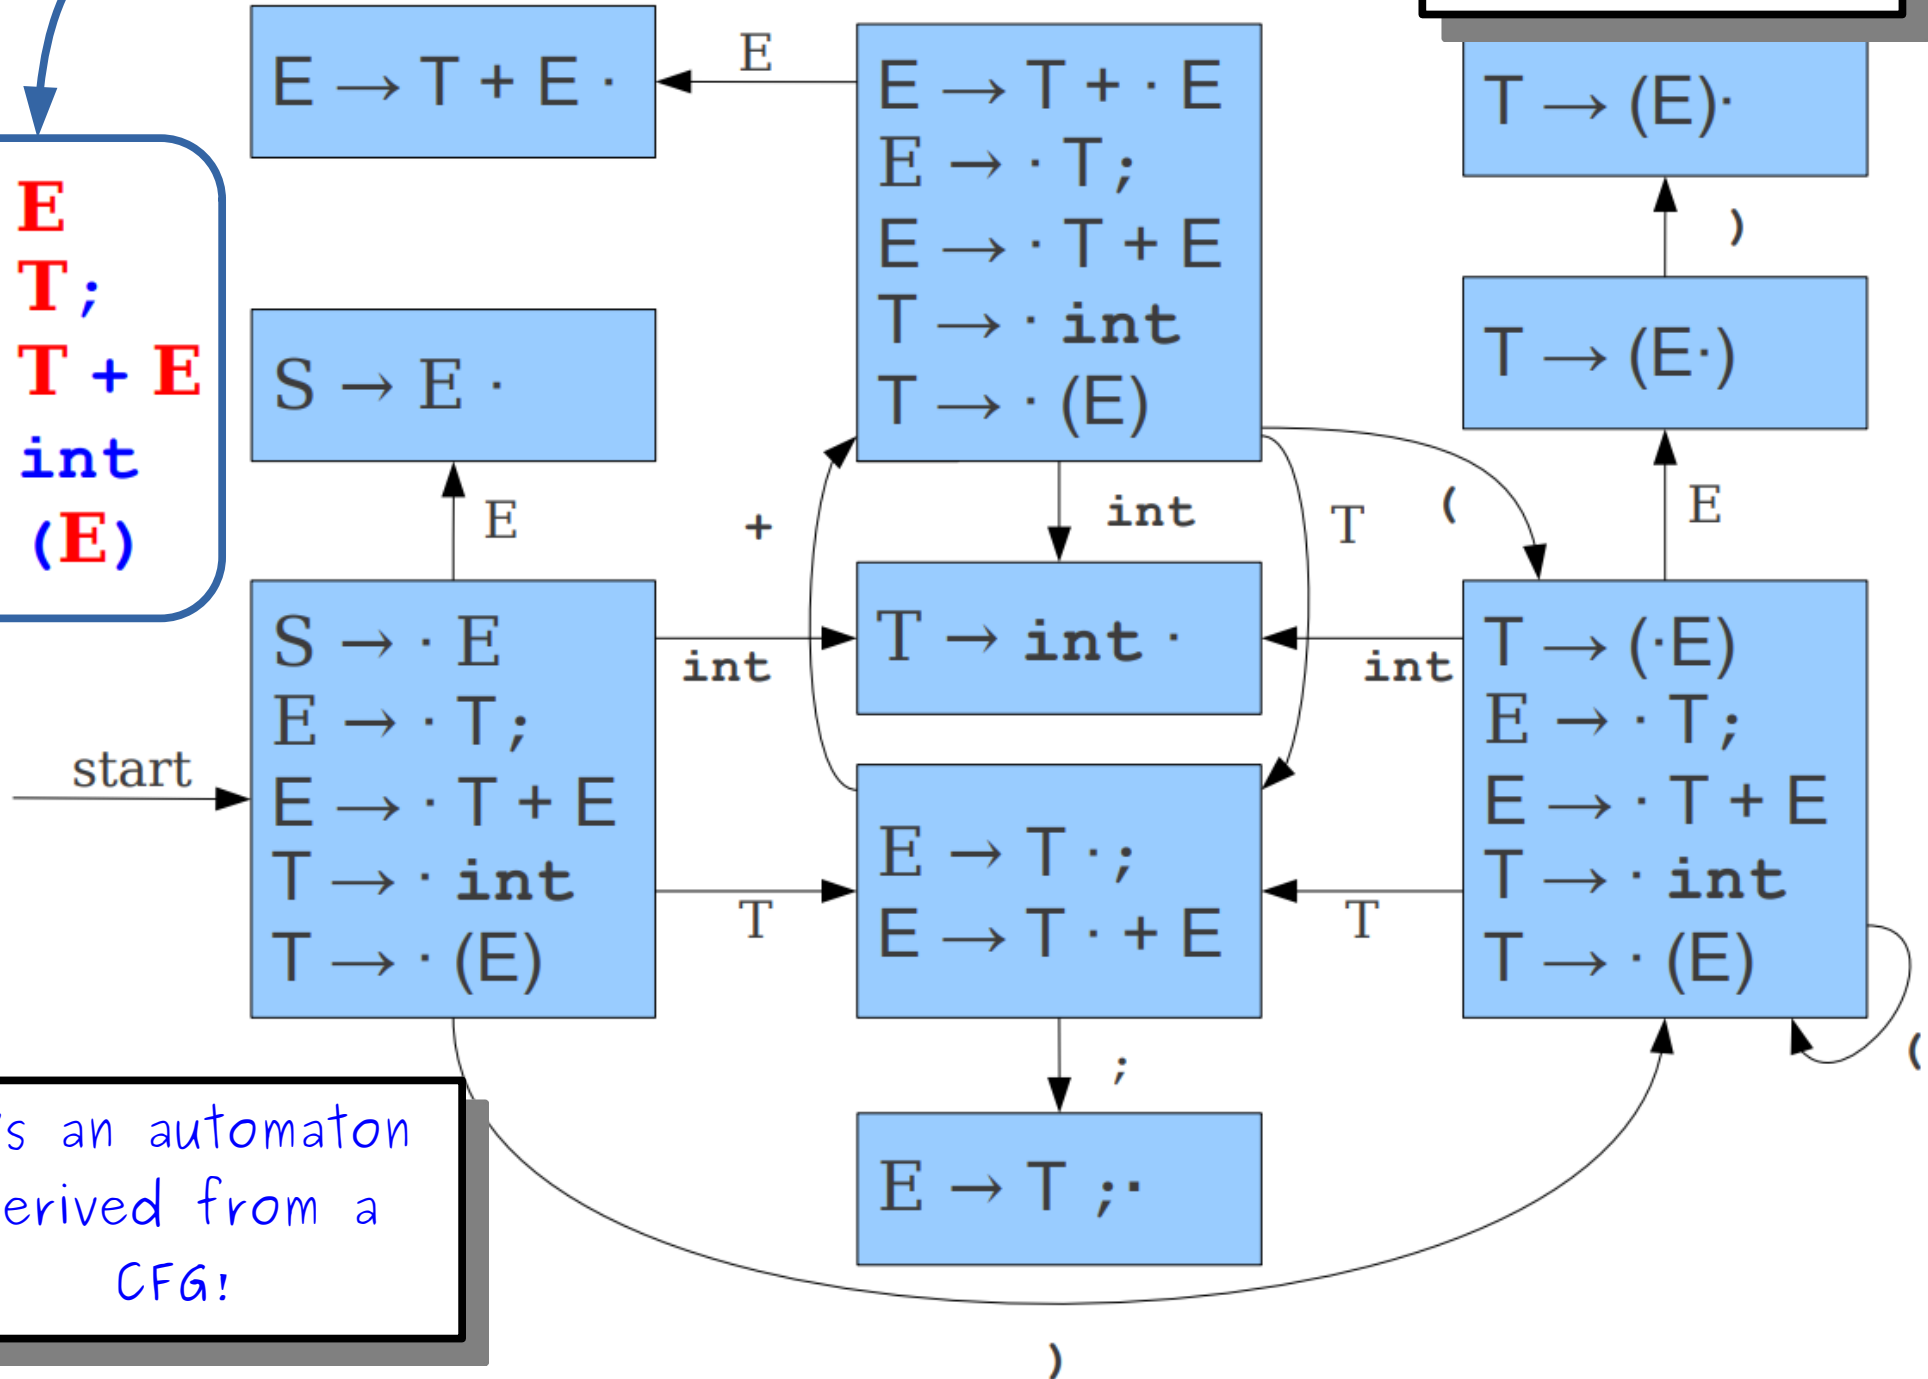 E → T + E ·
E
E → T + · E
E → · T ;
E → · T + E
T → · int
T → · (E)
T → (E)·
)
T → (E·)
E
T ;
T + E
int
(E)
S → E ·
E
+
int
T
(
E
S → · E
E → · T ;
E → · T + E
T → · int
T → · (E)
start
int
T → int ·
int
T → (·E)
E → · T ;
E → · T + E
T → · int
T → · (E)
T
E → T · ;
E → T · + E
T
(
;
E → T ; ·
's an automaton
erived from a
CFG!
)